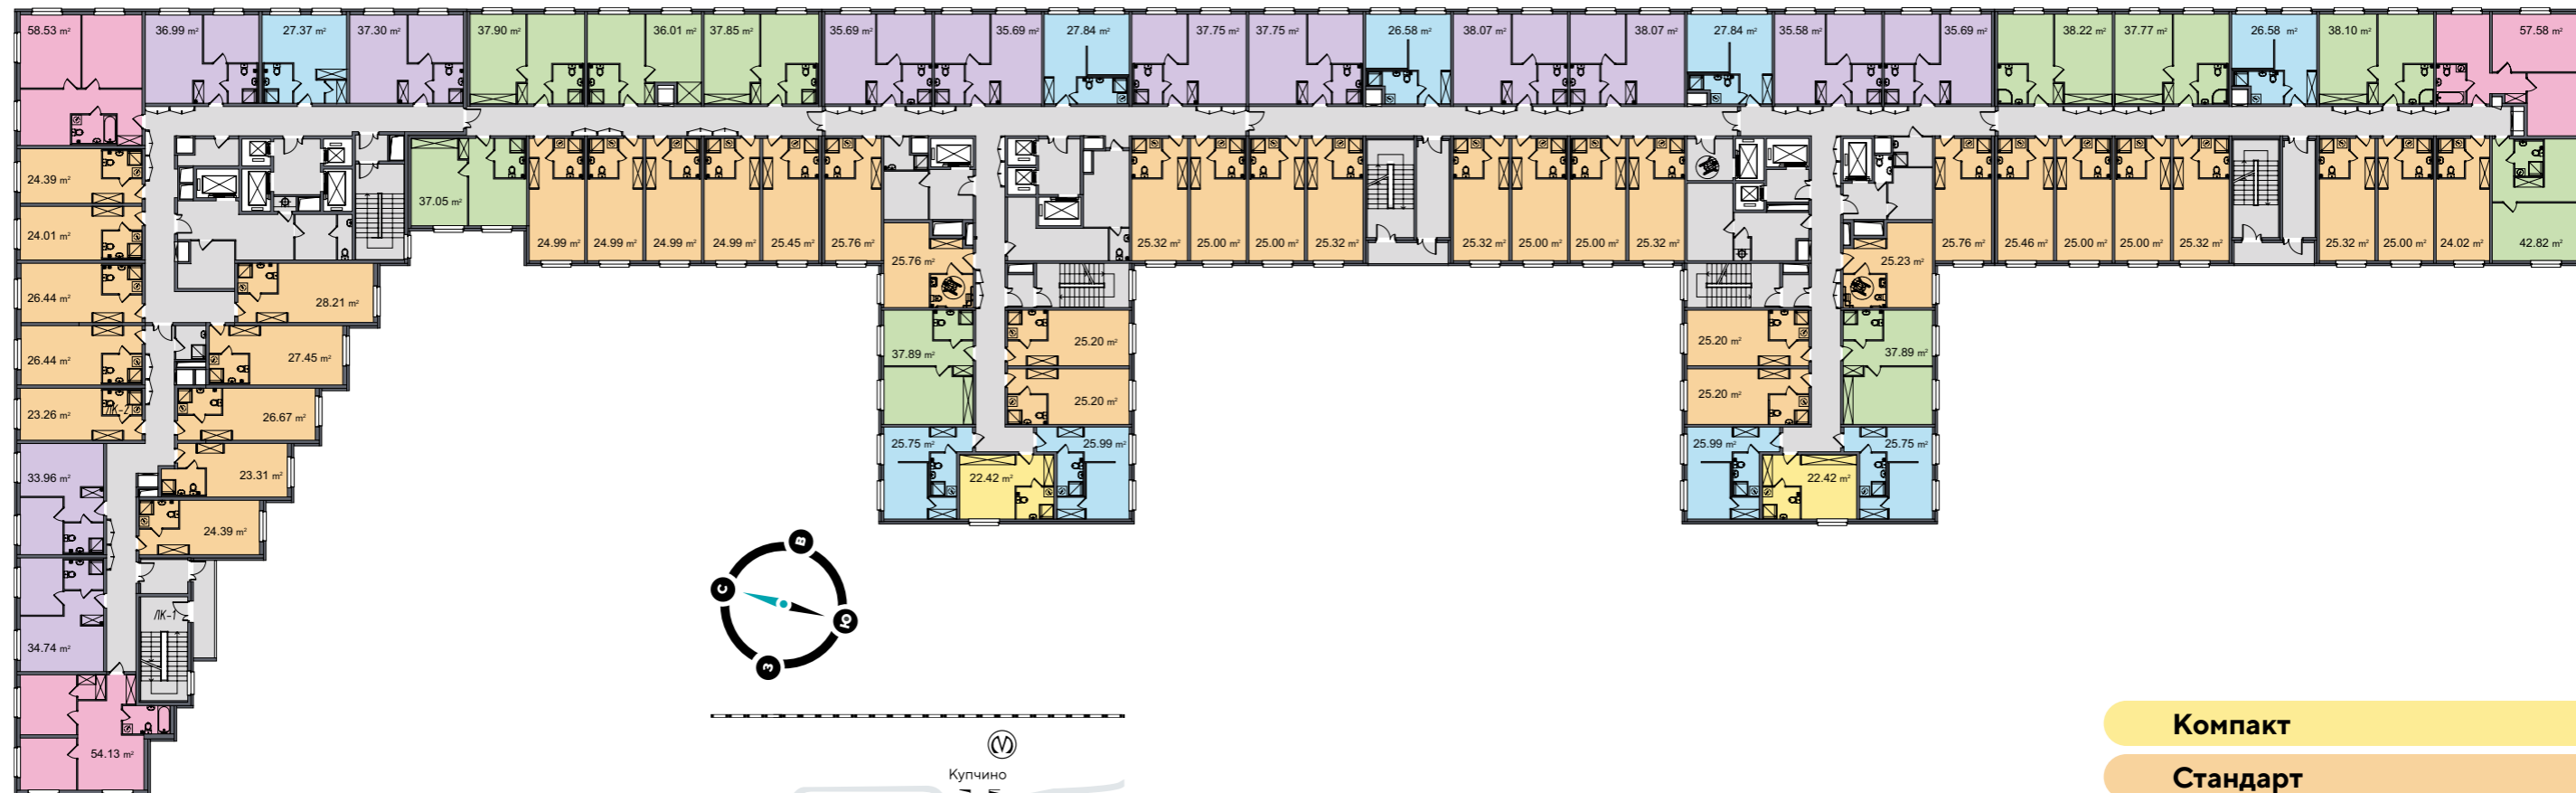 58.53 m²
36.99 m²
27.37 m²
37.30 m²
37.90 m²
36.01 m²
37.85 m²
35.69 m²
35.69 m²
27.84 m²
37.75 m²
37.75 m²
26.58 m²
38.07 m²
38.07 m²
27.84 m²
35.58 m²
35.69 m²
38.22 m²
37.77 m²
26.58 m²
38.10 m²
57.58 m²
24.39 m²
24.01 m²
37.05 m²
24.99 m²
24.99 m²
24.99 m²
24.99 m²
25.45 m²
25.76 m²
25.76 m²
25.32 m²
25.00 m²
25.00 m²
25.32 m²
25.32 m²
25.00 m²
25.00 m²
25.32 m²
25.23 m²
25.76 m²
25.46 m²
25.00 m²
25.00 m²
25.32 m²
25.32 m²
25.00 m²
24.02 m²
42.82 m²
26.44 m²
28.21 m²
26.44 m²
27.45 m²
37.89 m²
25.20 m²
25.20 m²
37.89 m²
23.26 m²
ЛК-2
26.67 m²
25.20 m²
25.20 m²
33.96 m²
23.31 m²
25.75 m²
22.42 m²
25.99 m²
25.99 m²
22.42 m²
25.75 m²
24.39 m²
34.74 m²
ЛК-1
54.13 m²
В
С
Ю
З
М
Купчино
Компакт
Стандарт